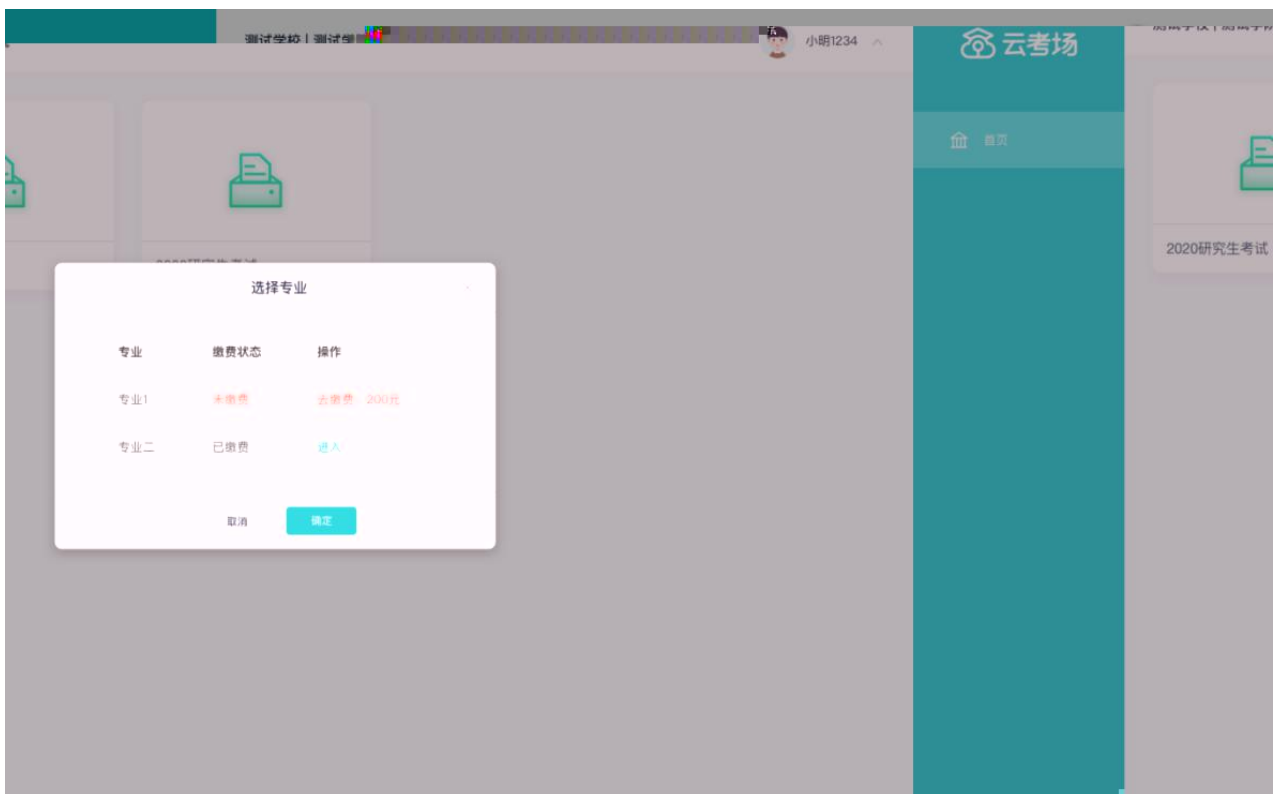 测试学校 | 测试学
小明1234
云考场
首页
2020研究生考试
选择专业
专业 缴费状态 操作
专业1 未缴费 去缴费 200元
专业二 已缴费 进入
取消 确定